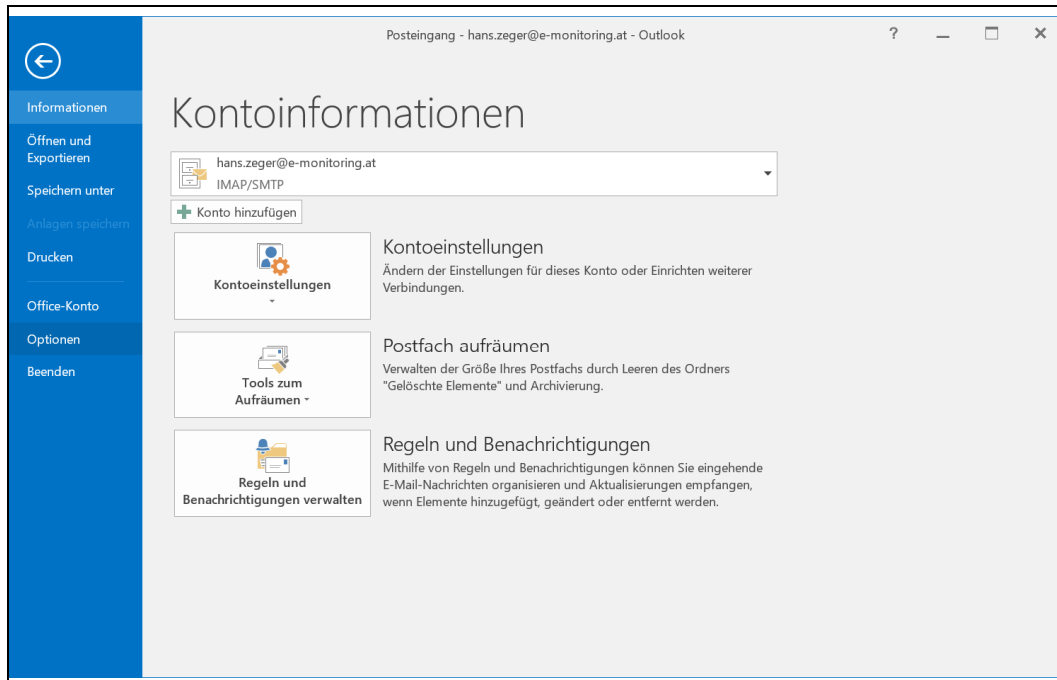 Posteingang - hans.zeger@e-monitoring.at - Outlook
?
Informationen
Öffnen und
Exportieren
Speichern unter
Anlagen speichern
Drucken
Office-Konto
Optionen
Beenden
Kontoinformationen
hans.zeger@e-monitoring.at
IMAP/SMTP
Konto hinzufügen
Kontoeinstellungen
Kontoeinstellungen
Ändern der Einstellungen für dieses Konto oder Einrichten weiterer
Verbindungen.
Tools zum
Aufräumen
Postfach aufräumen
Verwalten der Größe Ihres Postfachs durch Leeren des Ordners
"Gelöschte Elemente" und Archivierung.
Regeln und
Benachrichtigungen verwalten
Regeln und Benachrichtigungen
Mithilfe von Regeln und Benachrichtigungen können Sie eingehende
E-Mail-Nachrichten organisieren und Aktualisierungen empfangen,
wenn Elemente hinzugefügt, geändert oder entfernt werden.